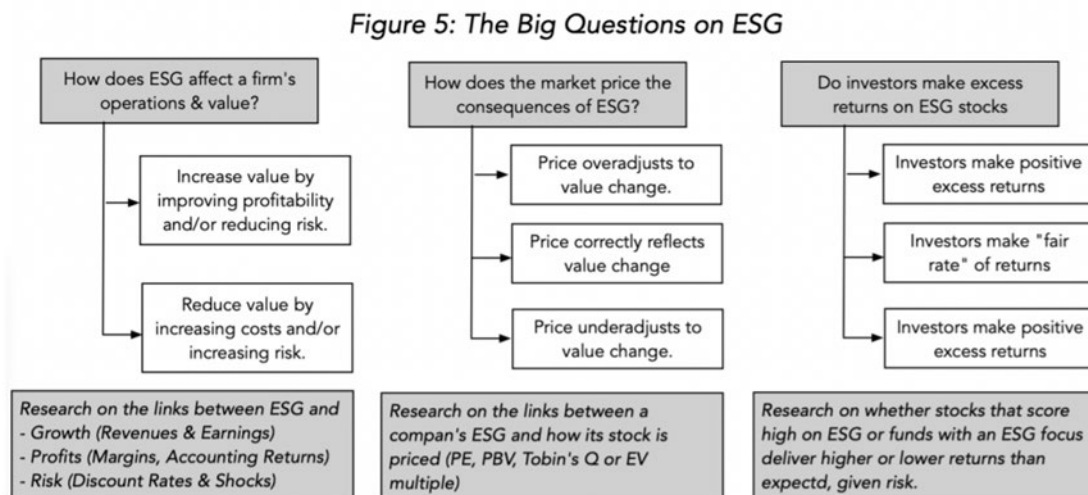 Figure 5: The Big Questions on ESG
How does ESG affect a firm's
operations & value?
Increase value by
improving profitability
and/or reducing risk.
Reduce value by
increasing costs and/or
increasing risk.
Research on the links between ESG and
- Growth (Revenues & Earnings)
- Profits (Margins, Accounting Returns)
- Risk (Discount Rates & Shocks)
How does the market price the
consequences of ESG?
Price overadjusts to
value change.
Price correctly reflects
value change
Price underadjusts to
value change.
Research on the links between a
compan's ESG and how its stock is
priced (PE, PBV, Tobin's Q or EV
multiple)
Do investors make excess
returns on ESG stocks
Investors make positive
excess returns
Investors make "fair
rate" of returns
Investors make positive
excess returns
Research on whether stocks that score
high on ESG or funds with an ESG focus
deliver higher or lower returns than
expectd, given risk.